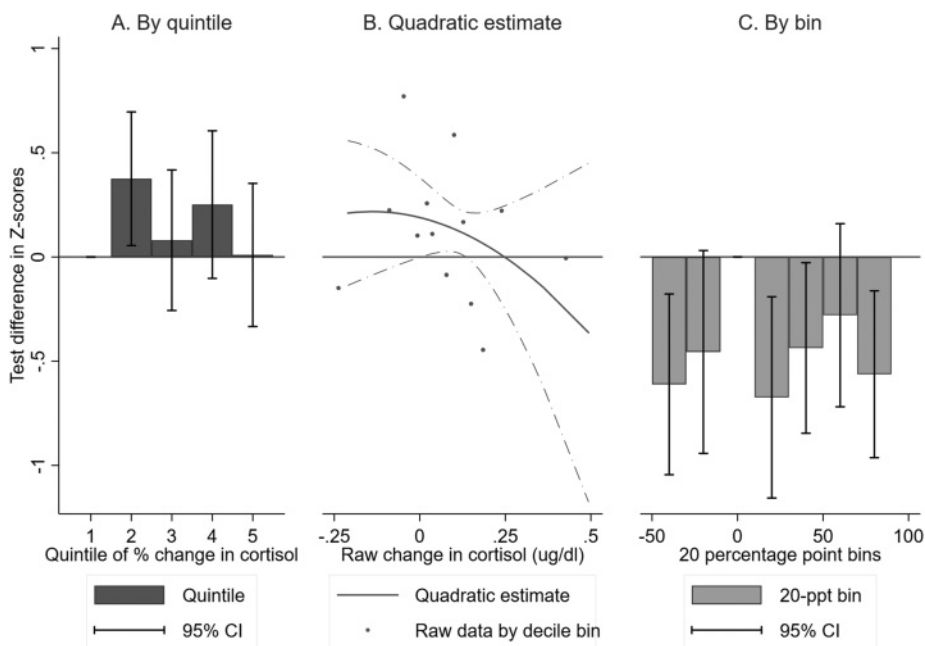 A. By quintile
B. Quadratic estimate
C. By bin
Test difference in Z-scores
1
.5
0
-.5
-1
1 2 3 4 5
Quintile of % change in cortisol
-.25 0 .25 .5
Raw change in cortisol (ug/dl)
-50 0 50 100
20 percentage point bins
Quintile
95% CI
Quadratic estimate
Raw data by decile bin
20-ppt bin
95% CI